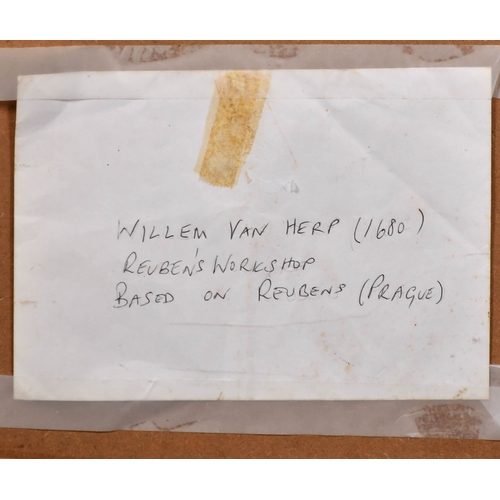 WILLEM VAN HERP (1680)
REUBEN'S WORKSHOP
BASED ON REUBENS (PRAGUE)